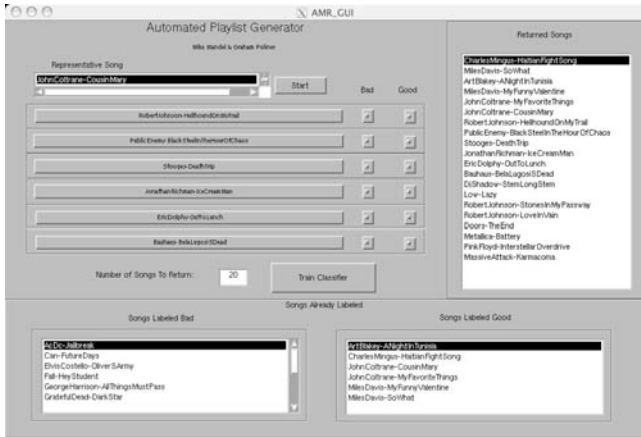 AMR_GUI
Automated Playlist Generator
Mike Mandel & Graham Poliner
Representative Song
JohnColtrane-CousinMary
Start
Bad
Good
RobertJohnson-HellhoundOnMyTrail
PublicEnemy-BlackSteelInTheHourOfChaos
Stooges-DeathTrip
JonathanRichman-IceCreamMan
EricDolphy-OutToLunch
Bauhaus-BelaLugosiSDead
Number of Songs To Return:
20
Train Classifier
Returned Songs
CharlesMingus-HaitianFightSong
MilesDavis-SoWhat
ArtBlakey-ANightInTunisia
MilesDavis-MyFunnyValentine
JohnColtrane-MyFavoriteThings
JohnColtrane-CousinMary
RobertJohnson-HellhoundOnMyTrail
PublicEnemy-BlackSteelInTheHourOfChaos
Stooges-DeathTrip
JonathanRichman-IceCreamMan
EricDolphy-OutToLunch
Bauhaus-BelaLugosiSDead
DjShadow-StemLongStem
Low-Lazy
RobertJohnson-StonesInMyPassway
RobertJohnson-LoveInVain
Doors-TheEnd
Metallica-Battery
PinkFloyd-InterstellarOverdrive
MassiveAttack-Karmacoma
Songs Already Labeled
Songs Labeled Bad
AcDc-Jailbreak
Can-FutureDays
ElvisCostello-OliverSArmy
Fall-HeyStudent
GeorgeHarrison-AllThingsMustPass
GratefulDead-DarkStar
Songs Labeled Good
ArtBlakey-ANightInTunisia
CharlesMingus-HaitianFightSong
JohnColtrane-CousinMary
JohnColtrane-MyFavoriteThings
MilesDavis-MyFunnyValentine
MilesDavis-SoWhat